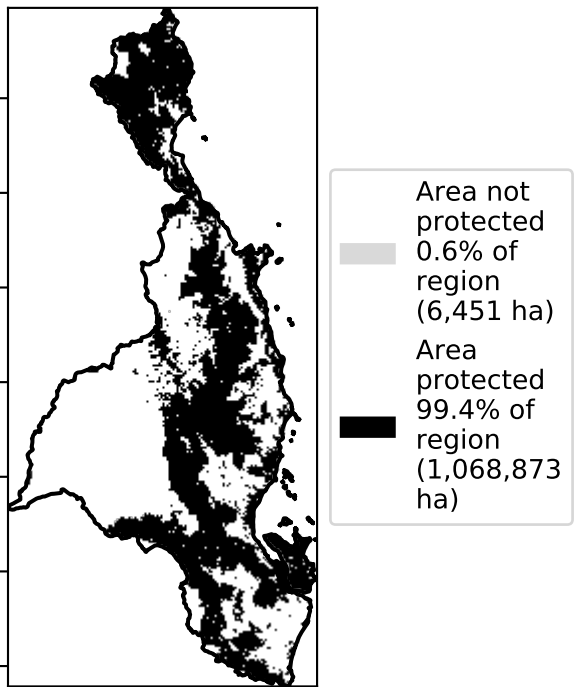 Area not
protected
0.6% of
region
(6,451 ha)
Area
protected
99.4% of
region
(1,068,873
ha)